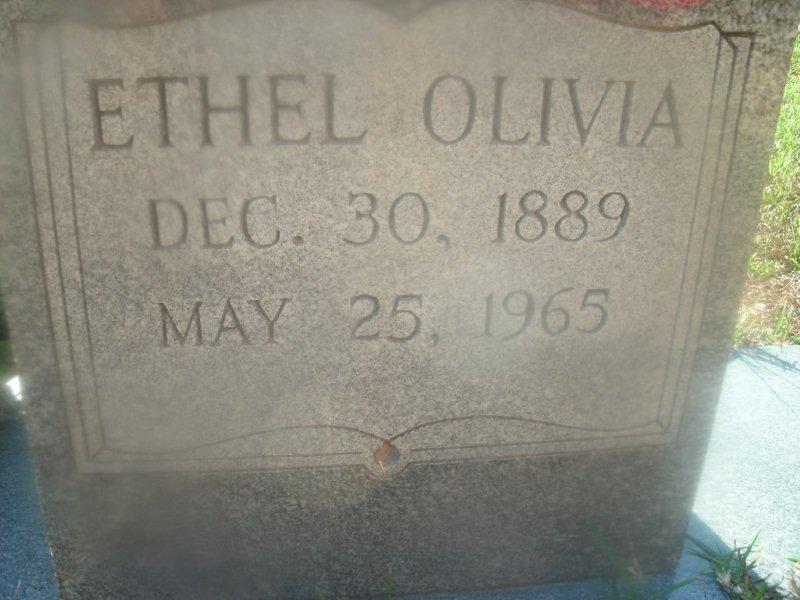 ETHEL OLIVIA
DEC. 30, 1889
MAY 25, 1965